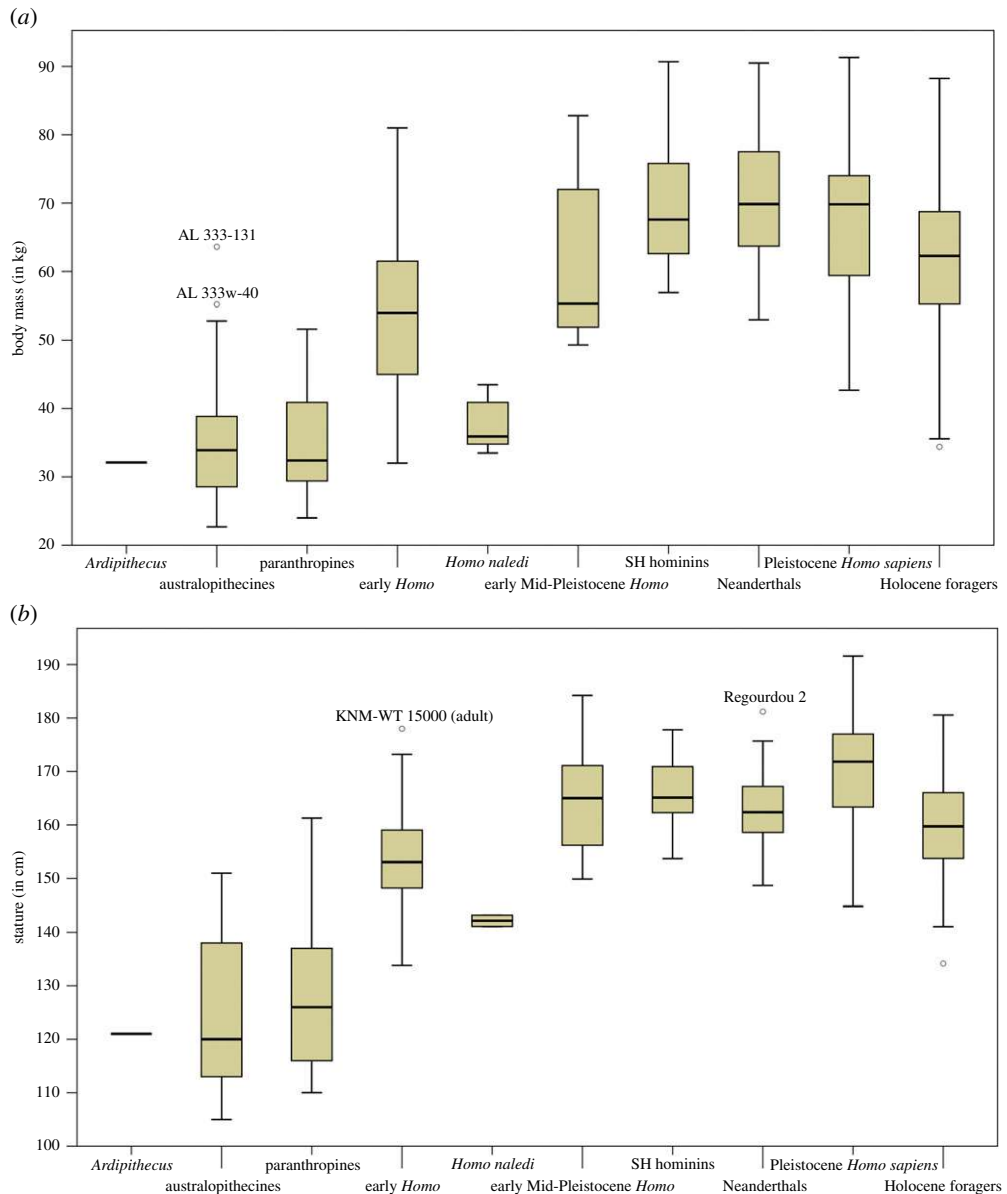 (a)
90
80
70
60
50
40
30
20
body mass (in kg)
AL 333-131
AL 333w-40
Ardipithecus
australopithecines
paranthropines
early Homo
Homo naledi
early Mid-Pleistocene Homo
SH hominins
Neanderthals
Pleistocene Homo sapiens
Holocene foragers
(b)
190
180
170
160
150
140
130
120
110
100
stature (in cm)
KNM-WT 15000 (adult)
Regourdou 2
Ardipithecus
australopithecines
paranthropines
early Homo
Homo naledi
early Mid-Pleistocene Homo
SH hominins
Neanderthals
Pleistocene Homo sapiens
Holocene foragers